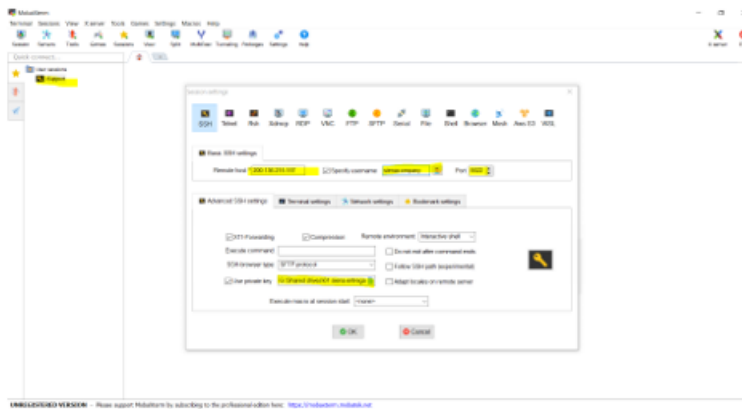 MobaXterm
Terminal Sessions View X server Tools Games Settings Macros Help
Session Servers Tools Games Sessions View Split MultiExec Tunneling Packages Settings Help
X server
Quick connect...
User sessions
Session settings
SSH Telnet Rsh Xdmcp RDP VNC FTP SFTP Serial File Shell Browser Mosh Aws S3 WSL
Basic SSH settings
Remote host *
Specify username
Port
Advanced SSH settings Terminal settings Network settings Bookmark settings
X11-Forwarding Compression Remote environment: Interactive shell
Execute command: Do not exit after command ends
SSH-browser type: SFTP protocol Follow SSH path (experimental)
Use private key Adapt locales on remote server
Execute macro at session start: <none>
OK Cancel
UNREGISTERED VERSION - Please support MobaXterm by subscribing to the professional edition here: https://mobaxterm.mobatek.net